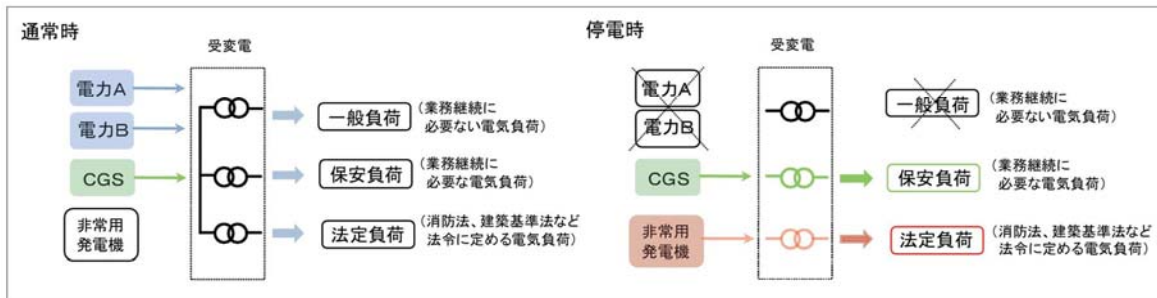 通常時
受変電
電力A
電力B
CGS
非常用
発電機
一般負荷
(業務継続に
必要ない電気負荷)
保安負荷
(業務継続に
必要な電気負荷)
法定負荷
(消防法、建築基準法など
法令に定める電気負荷)
停電時
受変電
電力A
電力B
CGS
非常用
発電機
一般負荷
(業務継続に
必要ない電気負荷)
保安負荷
(業務継続に
必要な電気負荷)
法定負荷
(消防法、建築基準法など
法令に定める電気負荷)